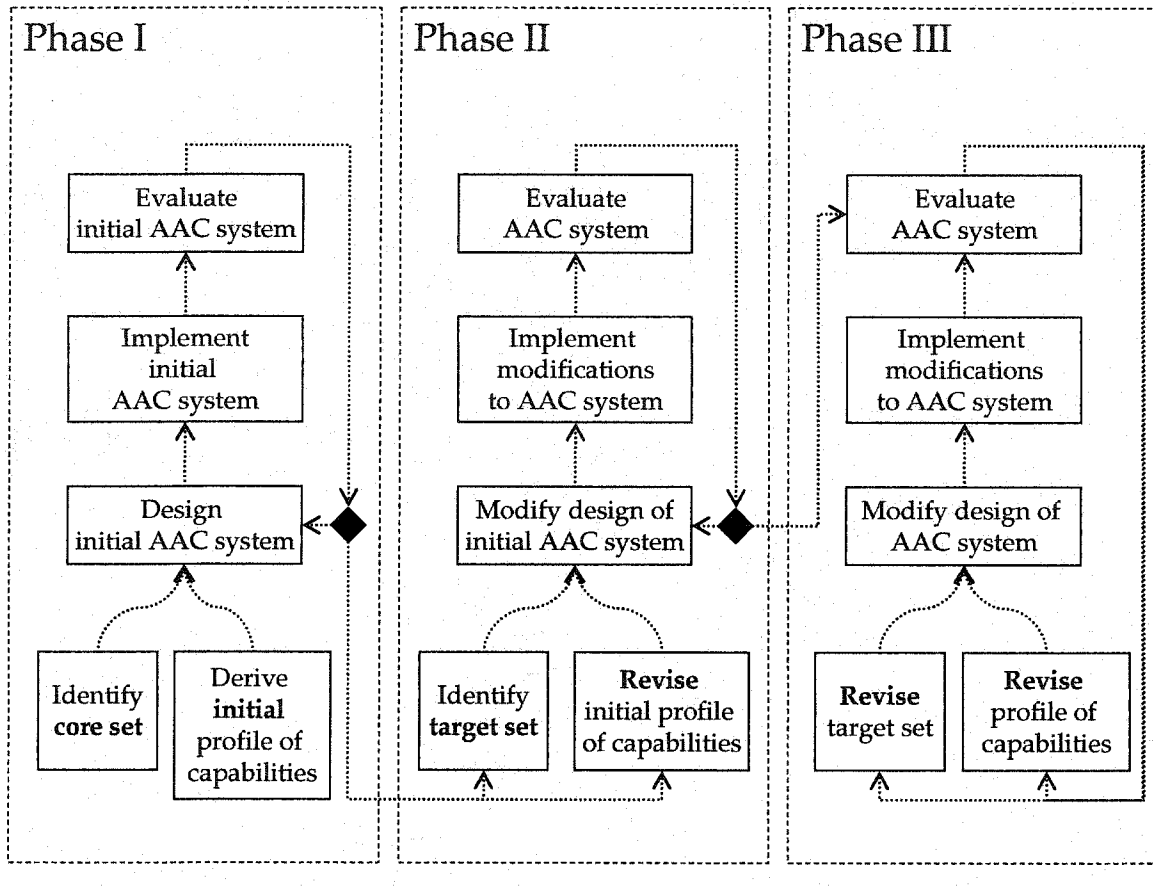 Phase I
Evaluate
initial AAC system
Implement
initial
AAC system
Design
initial AAC system
Identify
core set
Derive
initial
profile of
capabilities
Phase II
Evaluate
AAC system
Implement
modifications
to AAC system
Modify design of
initial AAC system
Identify
target set
Revise
initial profile
of capabilities
Phase III
Evaluate
AAC system
Implement
modifications
to AAC system
Modify design of
AAC system
Revise
target set
Revise
profile of
capabilities